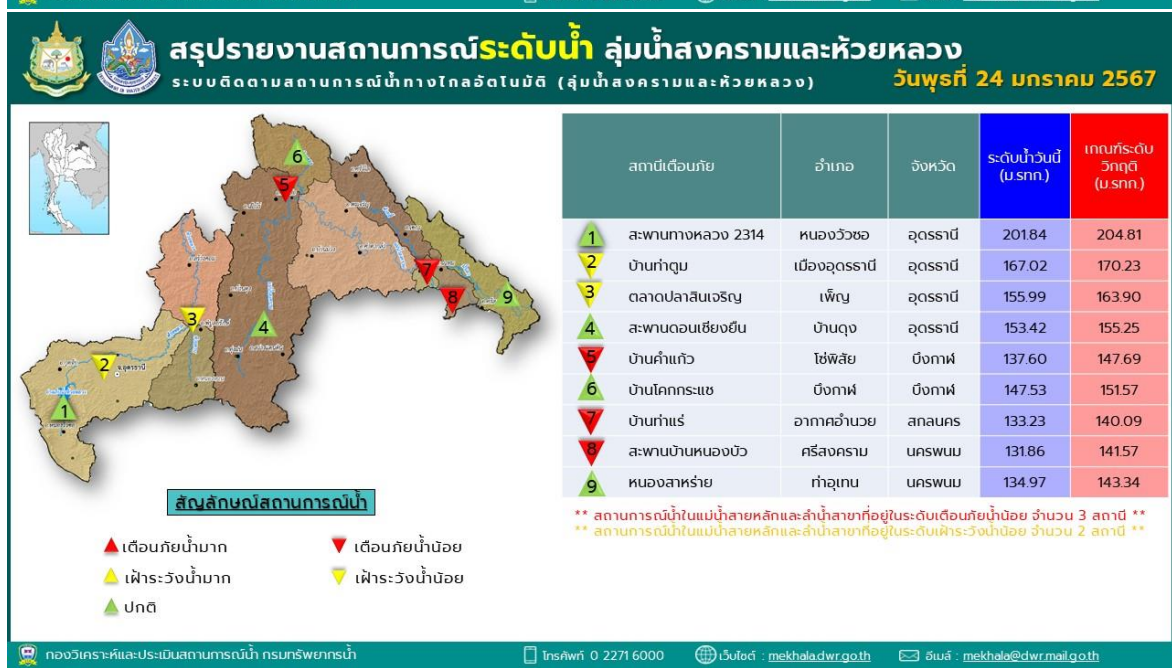 สรุปรายงานสถานการณ์ระดับน้ำ ลุ่มน้ำสงครามและห้วยหลวง
ระบบติดตามสถานการณ์น้ำทางไกลอัตโนมัติ (ลุ่มน้ำสงครามและห้วยหลวง)
วันพุธที่ 24 มกราคม 2567
สถานีเตือนภัย อำเภอ จังหวัด ระดับน้ำวันนี้ (ม.รทก.) เกณฑ์ระดับวิกฤติ (ม.รทก.)
1 สะพานทางหลวง 2314 หนองวัวซอ อุดรธานี 201.84 204.81
2 บ้านท่าตูม เมืองอุดรธานี อุดรธานี 167.02 170.23
3 ตลาดปลาสินเจริญ เพ็ญ อุดรธานี 155.99 163.90
4 สะพานดอนเชียงยืน บ้านดุง อุดรธานี 153.42 155.25
5 บ้านคำแก้ว โซ่พิสัย บึงกาฬ 137.60 147.69
6 บ้านโคกกระแซ บึงกาฬ บึงกาฬ 147.53 151.57
7 บ้านท่าแร่ อากาศอำนวย สกลนคร 133.23 140.09
8 สะพานบ้านหนองบัว ศรีสงคราม นครพนม 131.86 141.57
9 หนองสาหร่าย ท่าอุเทน นครพนม 134.97 143.34
** สถานการณ์น้ำในแม่น้ำสายหลักและลำน้ำสาขาที่อยู่ในระดับเตือนภัยน้ำน้อย จำนวน 3 สถานี **
** สถานการณ์น้ำในแม่น้ำสายหลักและลำน้ำสาขาที่อยู่ในระดับเฝ้าระวังน้ำน้อย จำนวน 2 สถานี **
6
5
7
8
9
3
4
2
อ.อุดรธานี
1
สัญลักษณ์สถานการณ์น้ำ
เตือนภัยน้ำมาก เตือนภัยน้ำน้อย
เฝ้าระวังน้ำมาก เฝ้าระวังน้ำน้อย
ปกติ
กองวิเคราะห์และประเมินสถานการณ์น้ำ กรมทรัพยากรน้ำ โทรศัพท์ 0 2271 6000 เว็บไซต์ : mekhala.dwr.go.th อีเมล์ : mekhala@dwr.mail.go.th